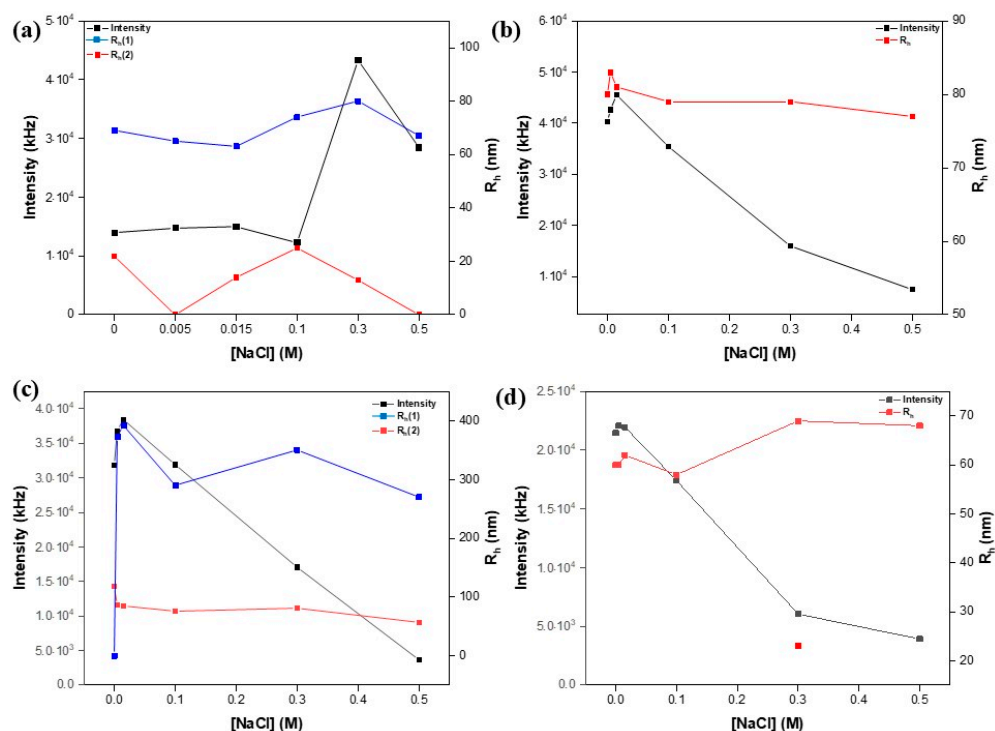 (a)
Intensity
Rₕ(1)
Rₕ(2)
5·10⁴
4·10⁴
3·10⁴
2·10⁴
1·10⁴
0
Intensity (kHz)
100
80
60
40
20
0
Rₕ (nm)
0 0.005 0.015 0.1 0.3 0.5
[NaCl] (M)
(b)
Intensity
Rₕ
6·10⁴
5·10⁴
4·10⁴
3·10⁴
2·10⁴
1·10⁴
Intensity (kHz)
90
80
70
60
50
Rₕ (nm)
0.0 0.1 0.2 0.3 0.4 0.5
[NaCl] (M)
(c)
Intensity
Rₕ(1)
Rₕ(2)
4.0·10⁴
3.5·10⁴
3.0·10⁴
2.5·10⁴
2.0·10⁴
1.5·10⁴
1.0·10⁴
5.0·10³
0.0
Intensity (kHz)
400
300
200
100
0
Rₕ (nm)
0.0 0.1 0.2 0.3 0.4 0.5
[NaCl] (M)
(d)
Intensity
Rₕ
2.5·10⁴
2.0·10⁴
1.5·10⁴
1.0·10⁴
5.0·10³
0.0
Intensity (kHz)
70
60
50
40
30
20
Rₕ (nm)
0.0 0.1 0.2 0.3 0.4 0.5
[NaCl] (M)